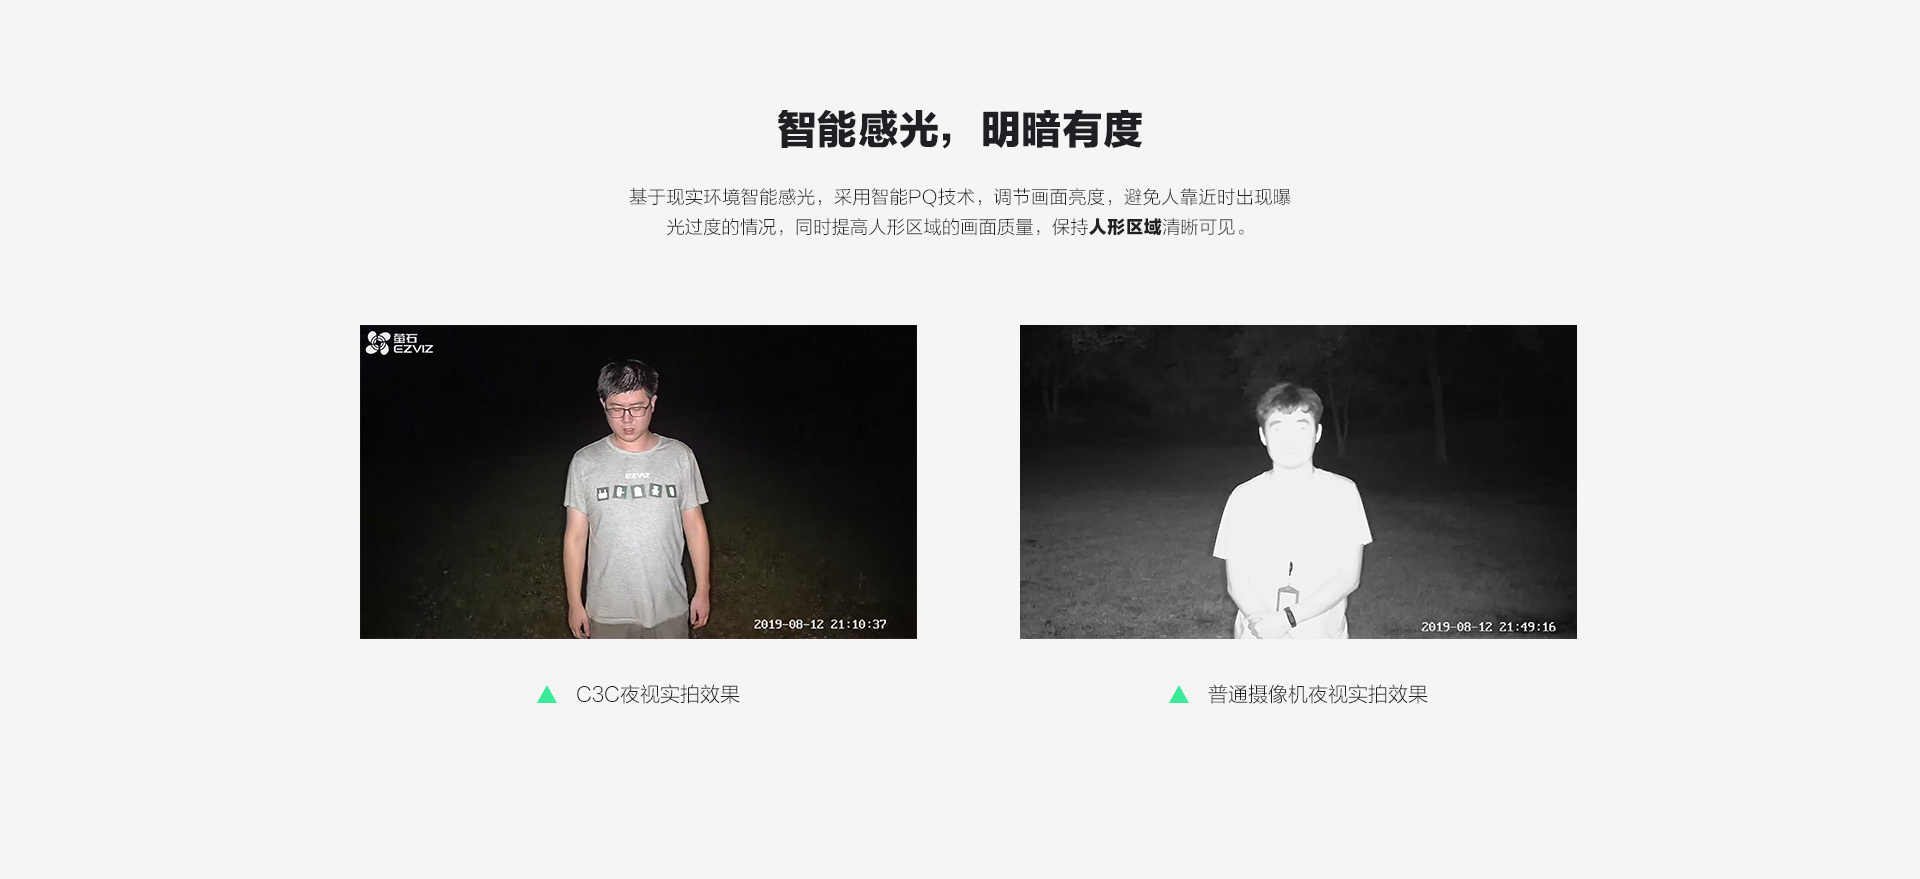 智能感光，明暗有度
基于现实环境智能感光，采用智能PQ技术，调节画面亮度，避免人靠近时出现曝
光过度的情况，同时提高人形区域的画面质量，保持人形区域清晰可见。
萤石
EZVIZ
EZVIZ
2019-08-12 21:10:37
2019-08-12 21:49:16
C3C夜视实拍效果
普通摄像机夜视实拍效果